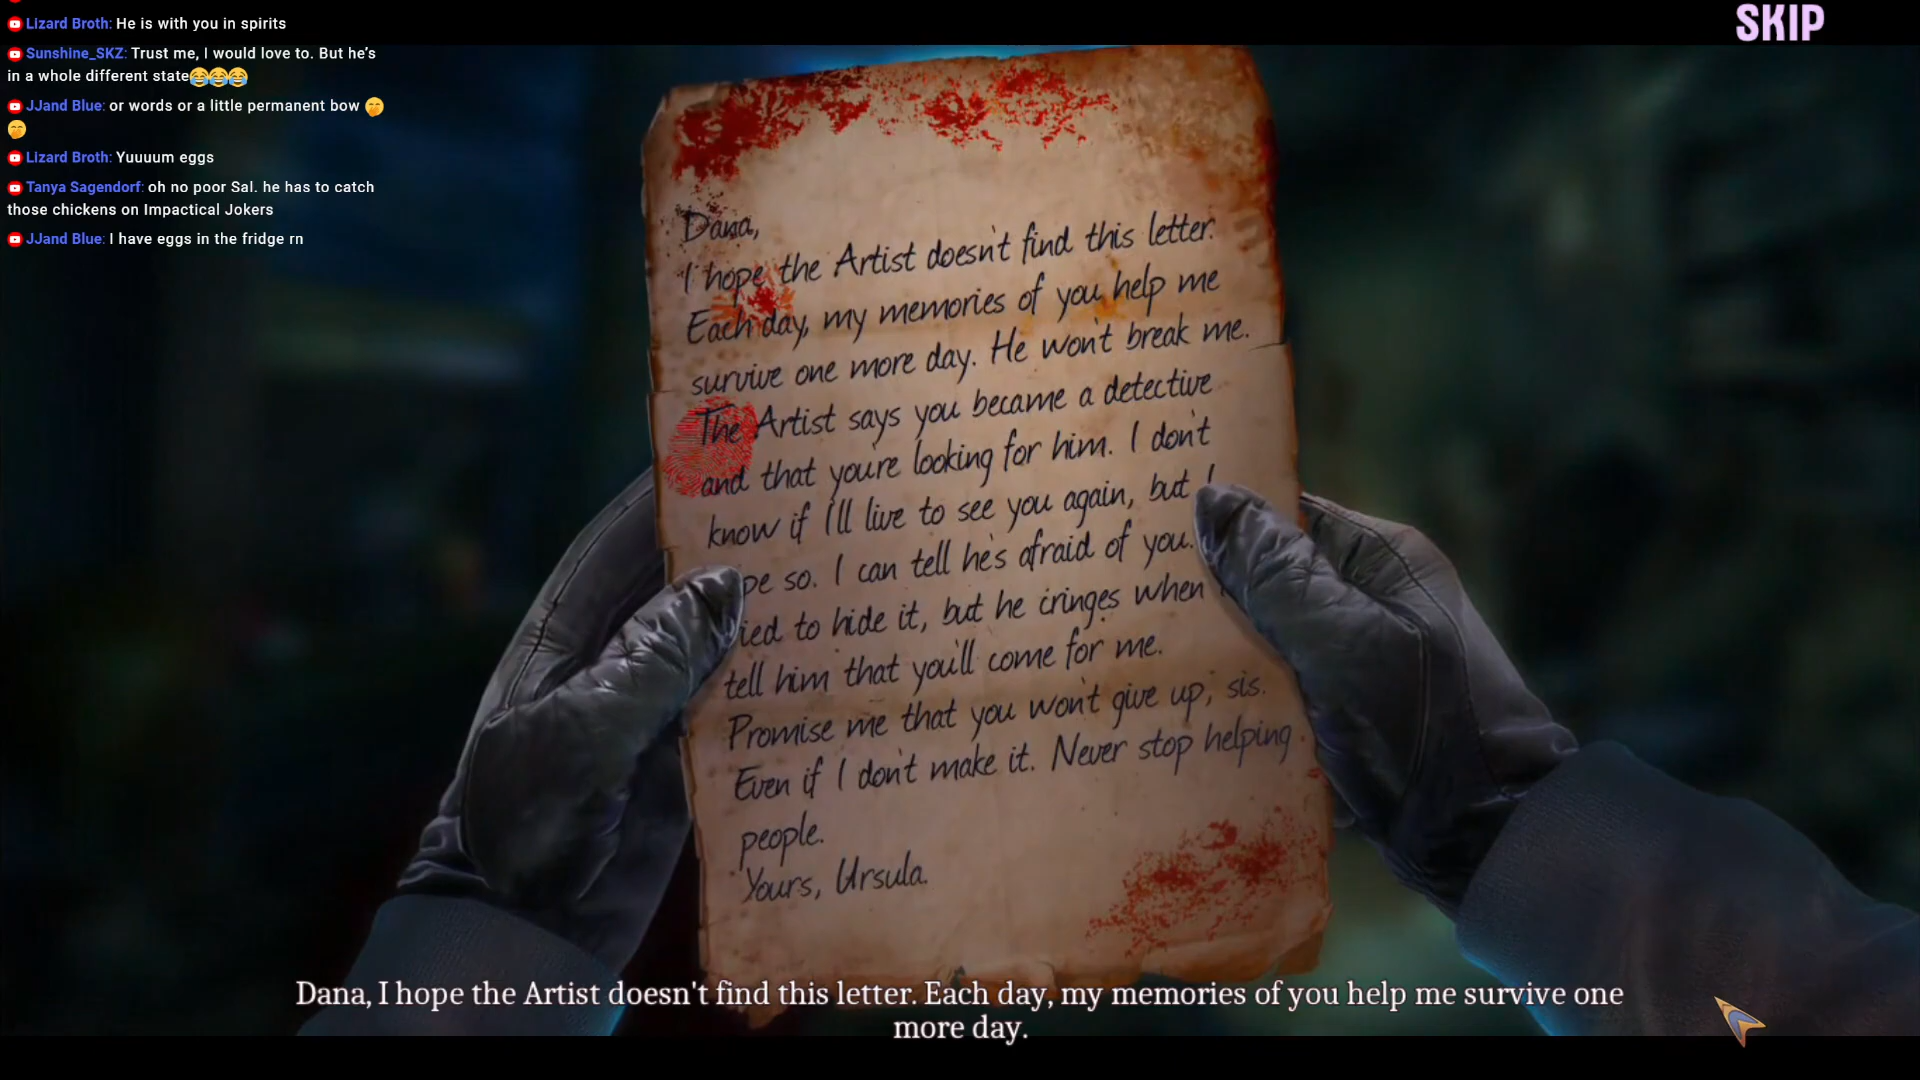 Lizard Broth: He is with you in spirits
Sunshine_SKZ: Trust me, I would love to. But he's
in a whole different state😂😂😂
JJand Blue: or words or a little permanent bow 🤭
🤭
Lizard Broth: Yuuuum eggs
Tanya Sagendorf: oh no poor Sal. he has to catch
those chickens on Impactical Jokers
JJand Blue: I have eggs in the fridge rn
SKIP
Dana,
I hope the Artist doesn't find this letter.
Each day, my memories of you help me
survive one more day. He won't break me.
The Artist says you became a detective
and that you're looking for him. I don't
know if I'll live to see you again, but I
pe so. I can tell he's afraid of you.
ied to hide it, but he cringes when
tell him that you'll come for me.
Promise me that you won't give up, sis.
Even if I don't make it. Never stop helping
people.
Yours, Ursula.
Dana, I hope the Artist doesn't find this letter. Each day, my memories of you help me survive one
more day.